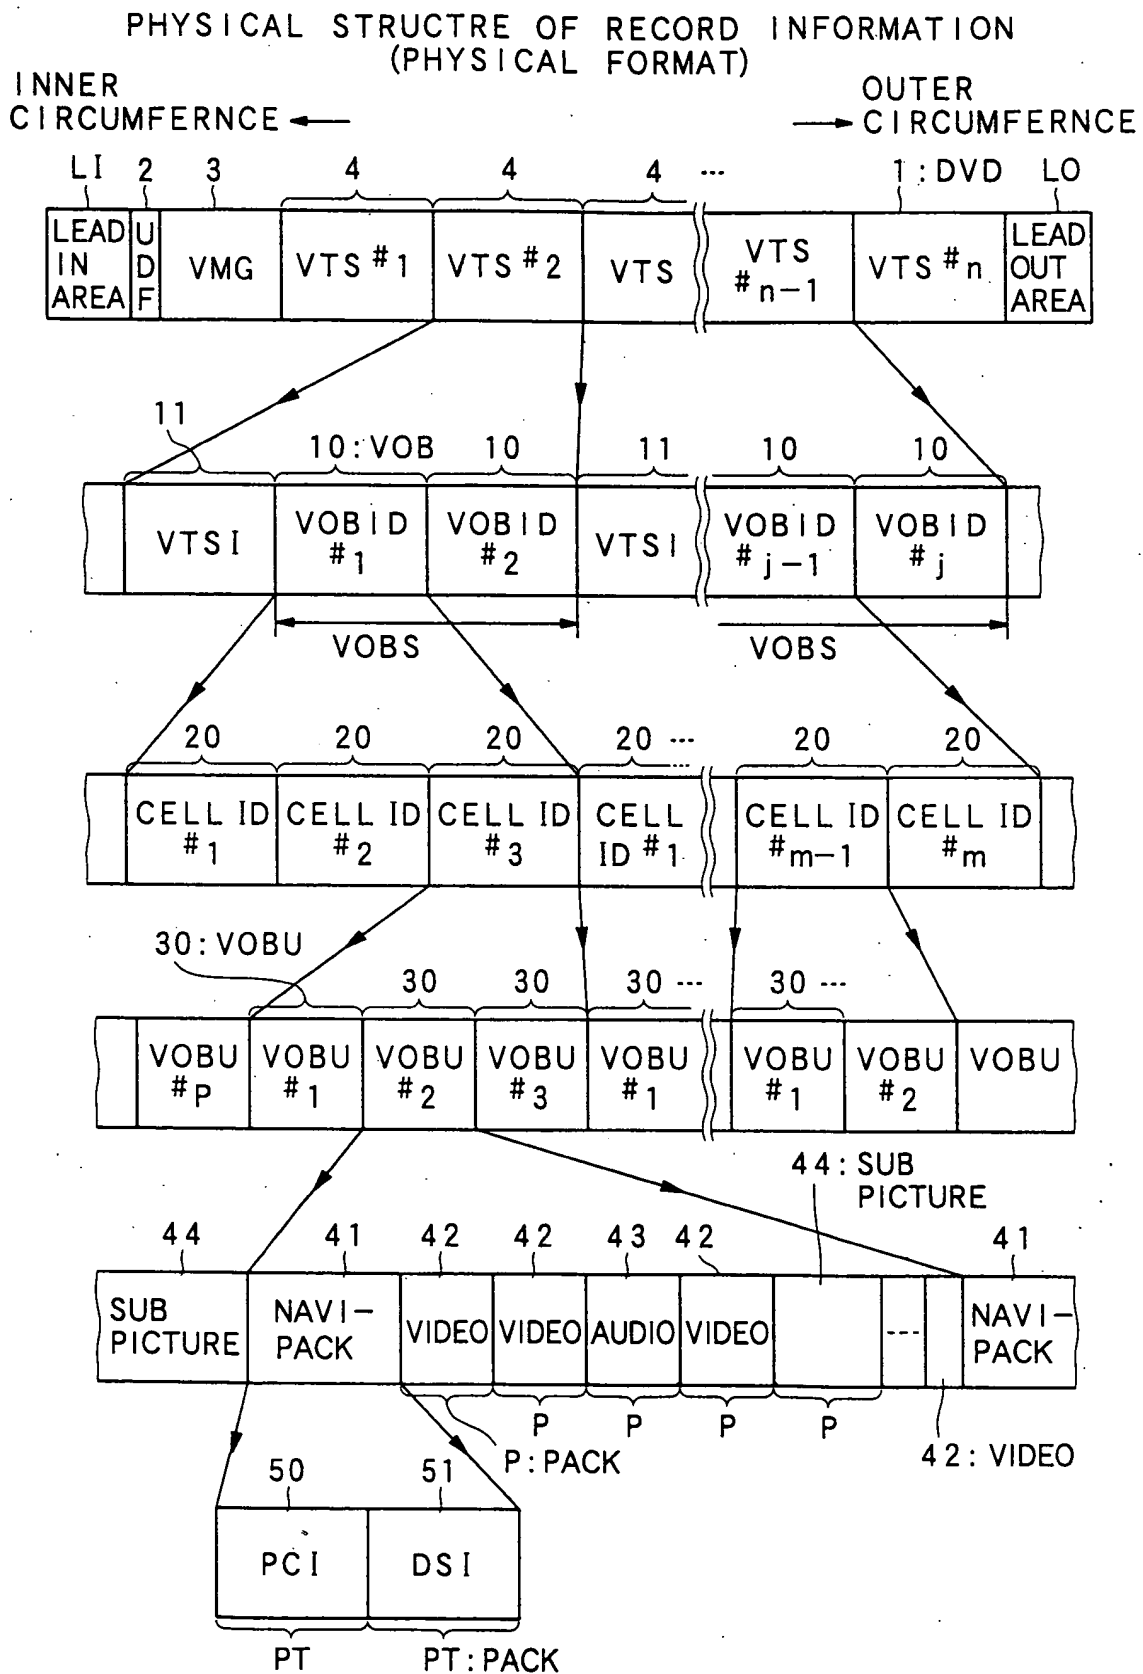 PHYSICAL STRUCTRE OF RECORD INFORMATION
(PHYSICAL FORMAT)
INNER
CIRCUMFERNCE
OUTER
CIRCUMFERNCE
LI 2 3 4 4 4 ... 1:DVD LO
LEAD
IN
AREA
U
D
F
VMG
VTS #1
VTS #2
VTS
VTS
#n-1
VTS #n
LEAD
OUT
AREA
11 10:VOB 10 11 10 10
VTSI
VOBID
#1
VOBID
#2
VTSI
VOBID
#j-1
VOBID
#j
VOBS VOBS
20 20 20 20 ... 20 20
...
CELL ID
#1
CELL ID
#2
CELL ID
#3
CELL
ID #1
CELL ID
#m-1
CELL ID
#m
30:VOBU 30 30 30 ... 30 ...
VOBU
#P
VOBU
#1
VOBU
#2
VOBU
#3
VOBU
#1
VOBU
#1
VOBU
#2
VOBU
44:SUB
PICTURE
44 41 42 42 43 42 41
SUB
PICTURE
NAVI-
PACK
VIDEO
VIDEO
AUDIO
VIDEO
----
NAVI-
PACK
P P P P
P:PACK
42:VIDEO
50 51
PCI DSI
PT PT:PACK